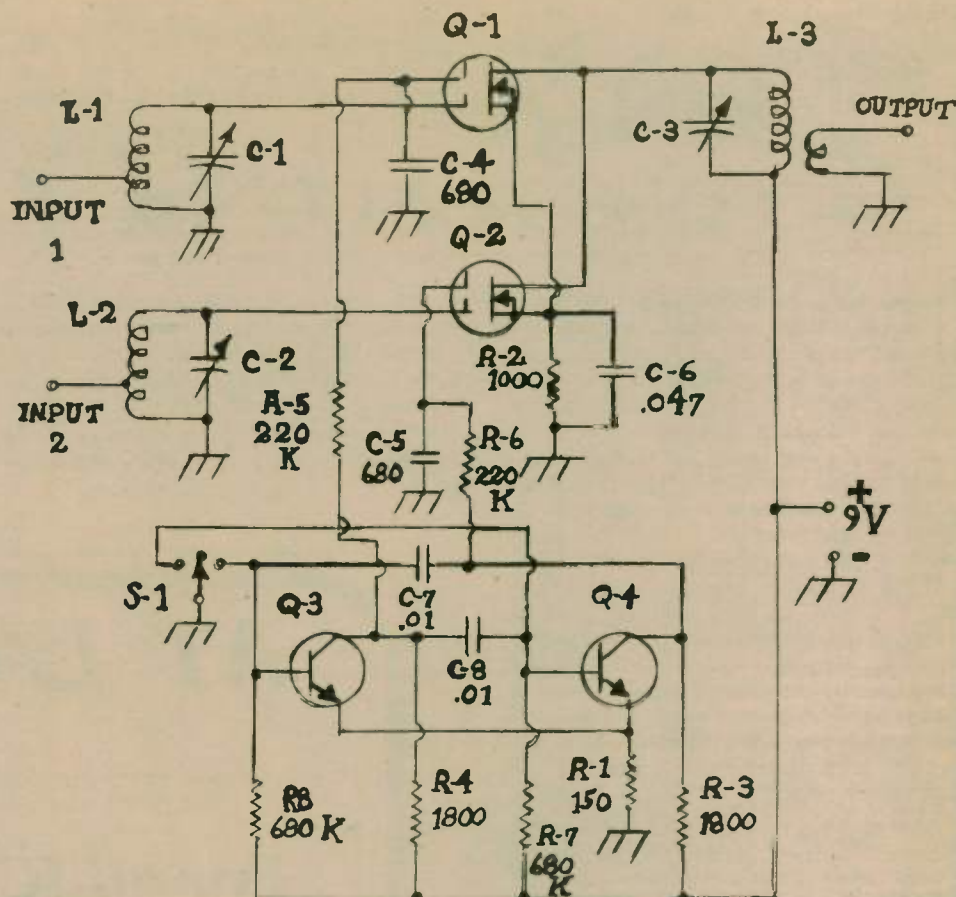 Q-1
L-3
L-1
C-1
C-4
680
C-3
OUTPUT
INPUT
1
Q-2
L-2
C-2
R-2
1000
C-6
.047
INPUT
2
A-5
220
K
C-5
680
R-6
220
K
+
9V
-
S-1
Q-3
C-7
.01
Q-4
C-8
.01
R8
680 K
R-4
1800
R-1
150
R-3
1800
R-7
680
K